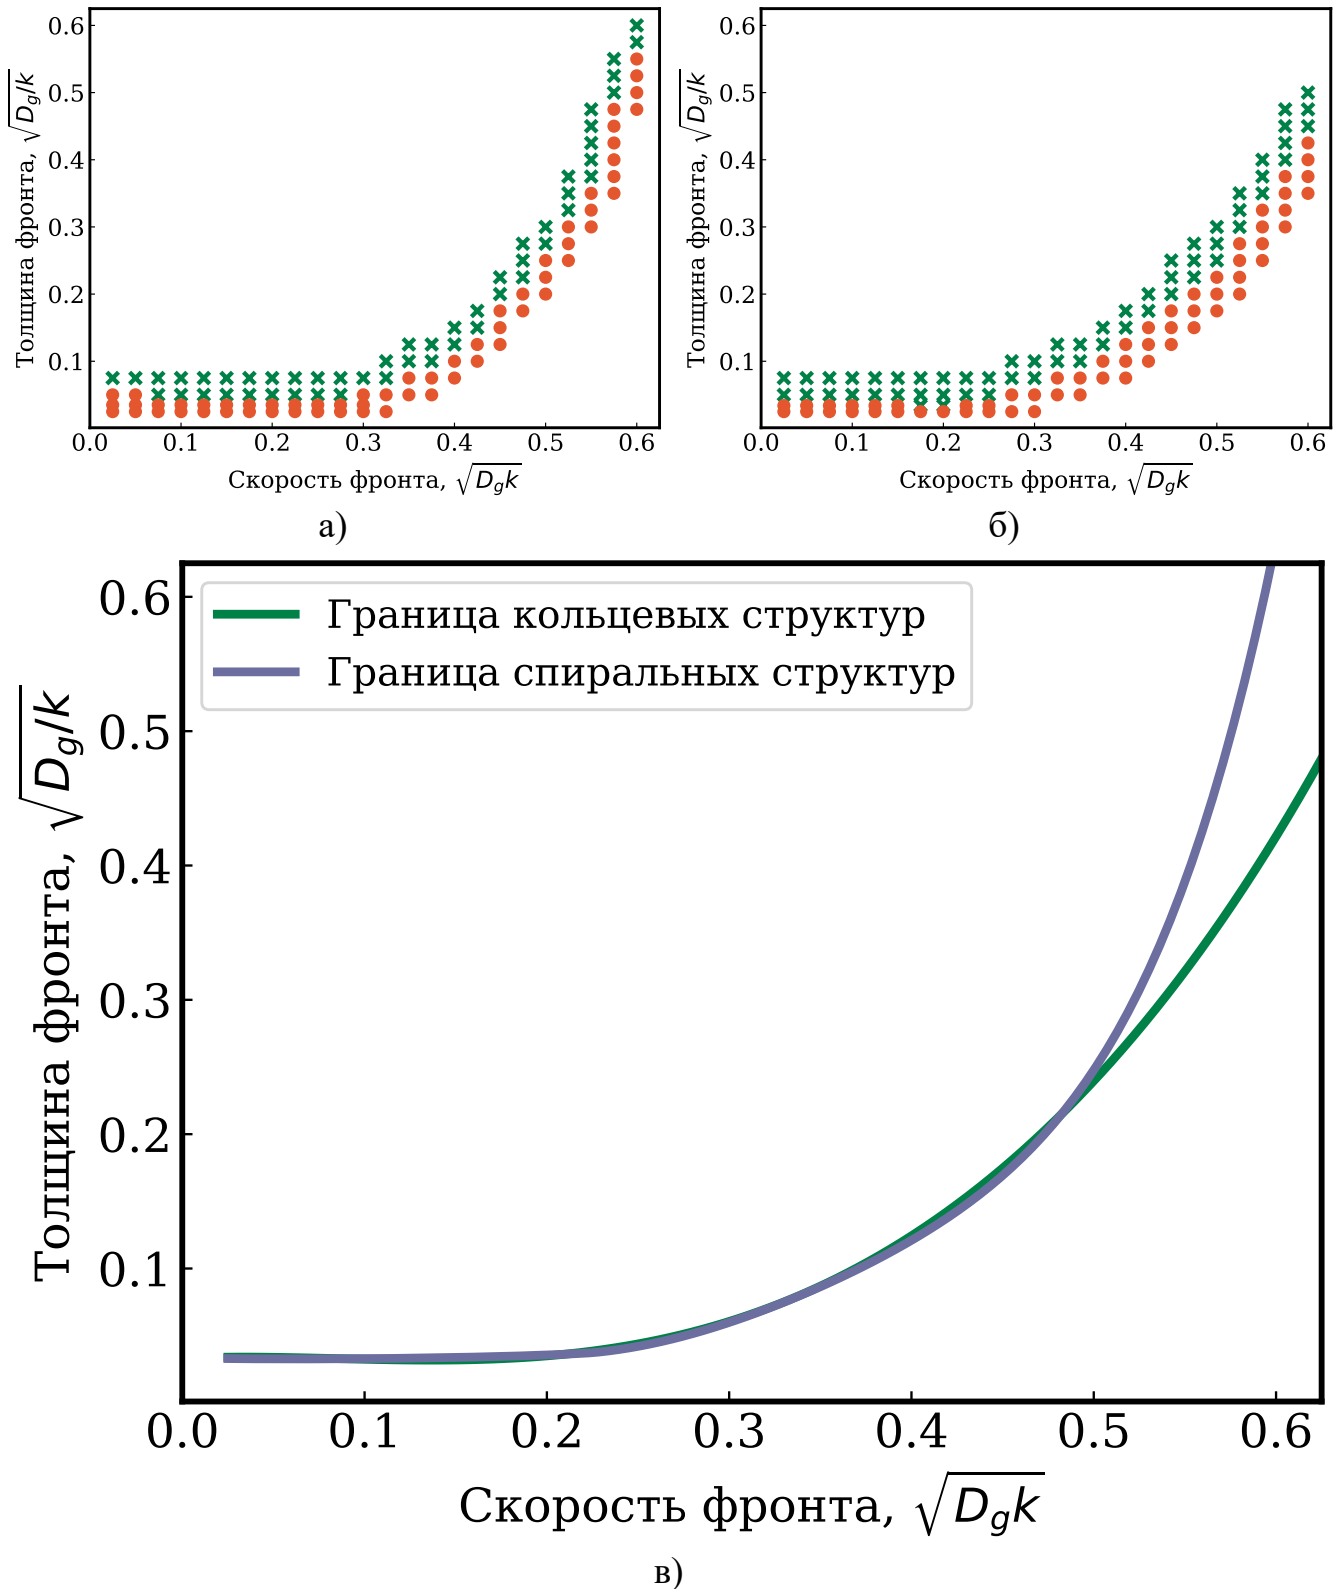 0.6
0.5
0.4
0.3
0.2
0.1
Толщина фронта, √D_g/k
0.0 0.1 0.2 0.3 0.4 0.5 0.6
Скорость фронта, √D_gk
а)
0.6
0.5
0.4
0.3
0.2
0.1
Толщина фронта, √D_g/k
0.0 0.1 0.2 0.3 0.4 0.5 0.6
Скорость фронта, √D_gk
б)
Граница кольцевых структур
Граница спиральных структур
0.6
0.5
0.4
0.3
0.2
0.1
Толщина фронта, √D_g/k
0.0 0.1 0.2 0.3 0.4 0.5 0.6
Скорость фронта, √D_gk
в)